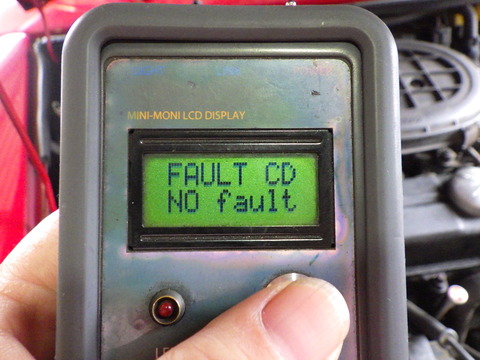 MINI-MONI LCD DISPLAY
FAULT CD
NO fault